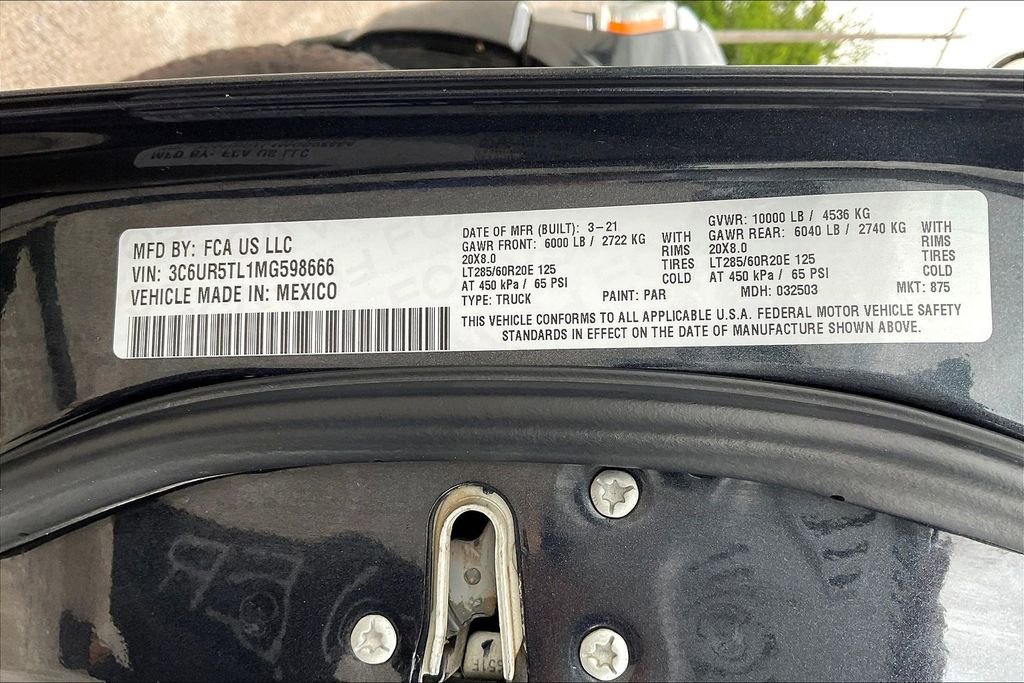 MFD BY: FCA US LLC
VIN: 3C6UR5TL1MG598666
VEHICLE MADE IN: MEXICO
DATE OF MFR (BUILT): 3-21
GAWR FRONT: 6000 LB / 2722 KG WITH
20X8.0 RIMS
LT285/60R20E 125 TIRES
AT 450 kPa / 65 PSI COLD
TYPE: TRUCK PAINT: PAR
GVWR: 10000 LB / 4536 KG
GAWR REAR: 6040 LB / 2740 KG WITH
20X8.0 RIMS
LT285/60R20E 125 TIRES
AT 450 kPa / 65 PSI COLD
MDH: 032503 MKT: 875
THIS VEHICLE CONFORMS TO ALL APPLICABLE U.S.A. FEDERAL MOTOR VEHICLE SAFETY
STANDARDS IN EFFECT ON THE DATE OF MANUFACTURE SHOWN ABOVE.